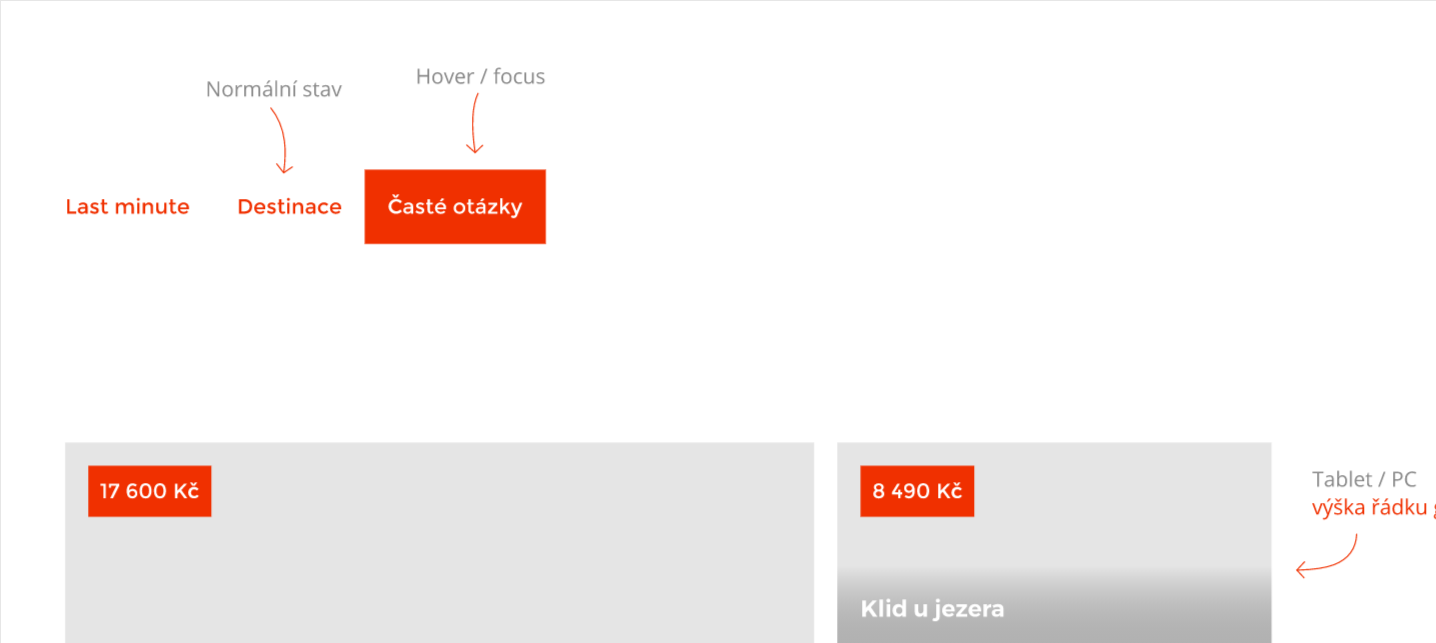 Normální stav
Hover / focus
Last minute
Destinace
Časté otázky
17 600 Kč
8 490 Kč
Tablet / PC
výška řádku
Klid u jezera